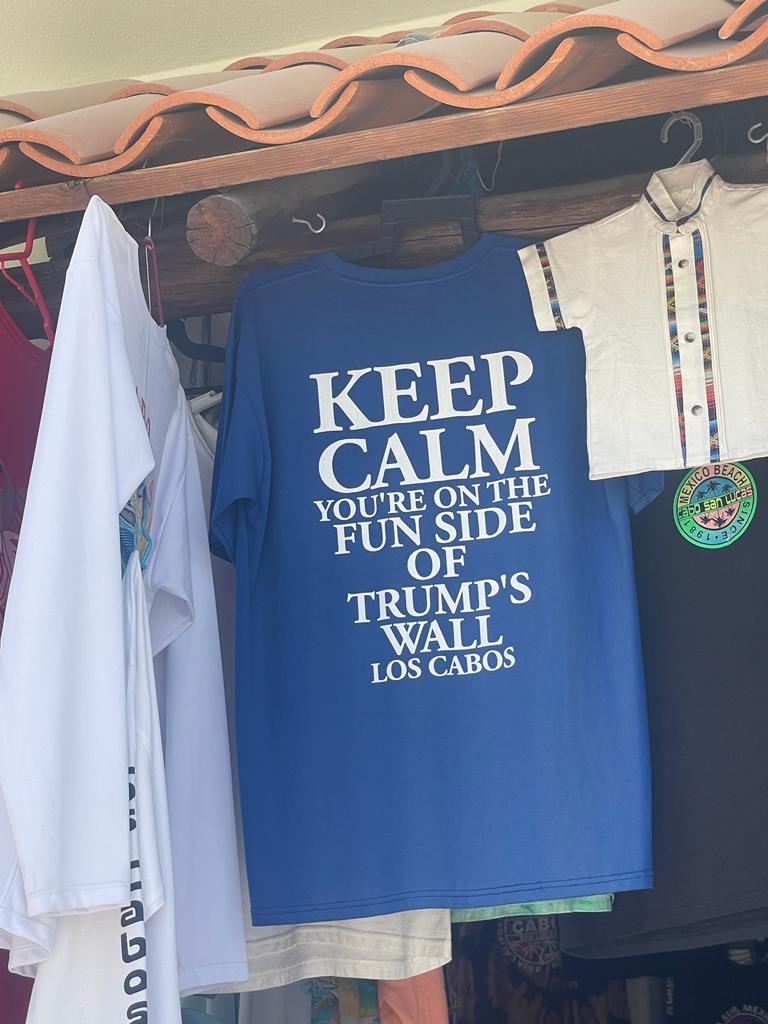 KEEP
CALM
YOU'RE ON THE
FUN SIDE
OF
TRUMP'S
WALL
LOS CABOS
MEXICO BEACH
cabo san lucas
SINCE • 1981
CABO